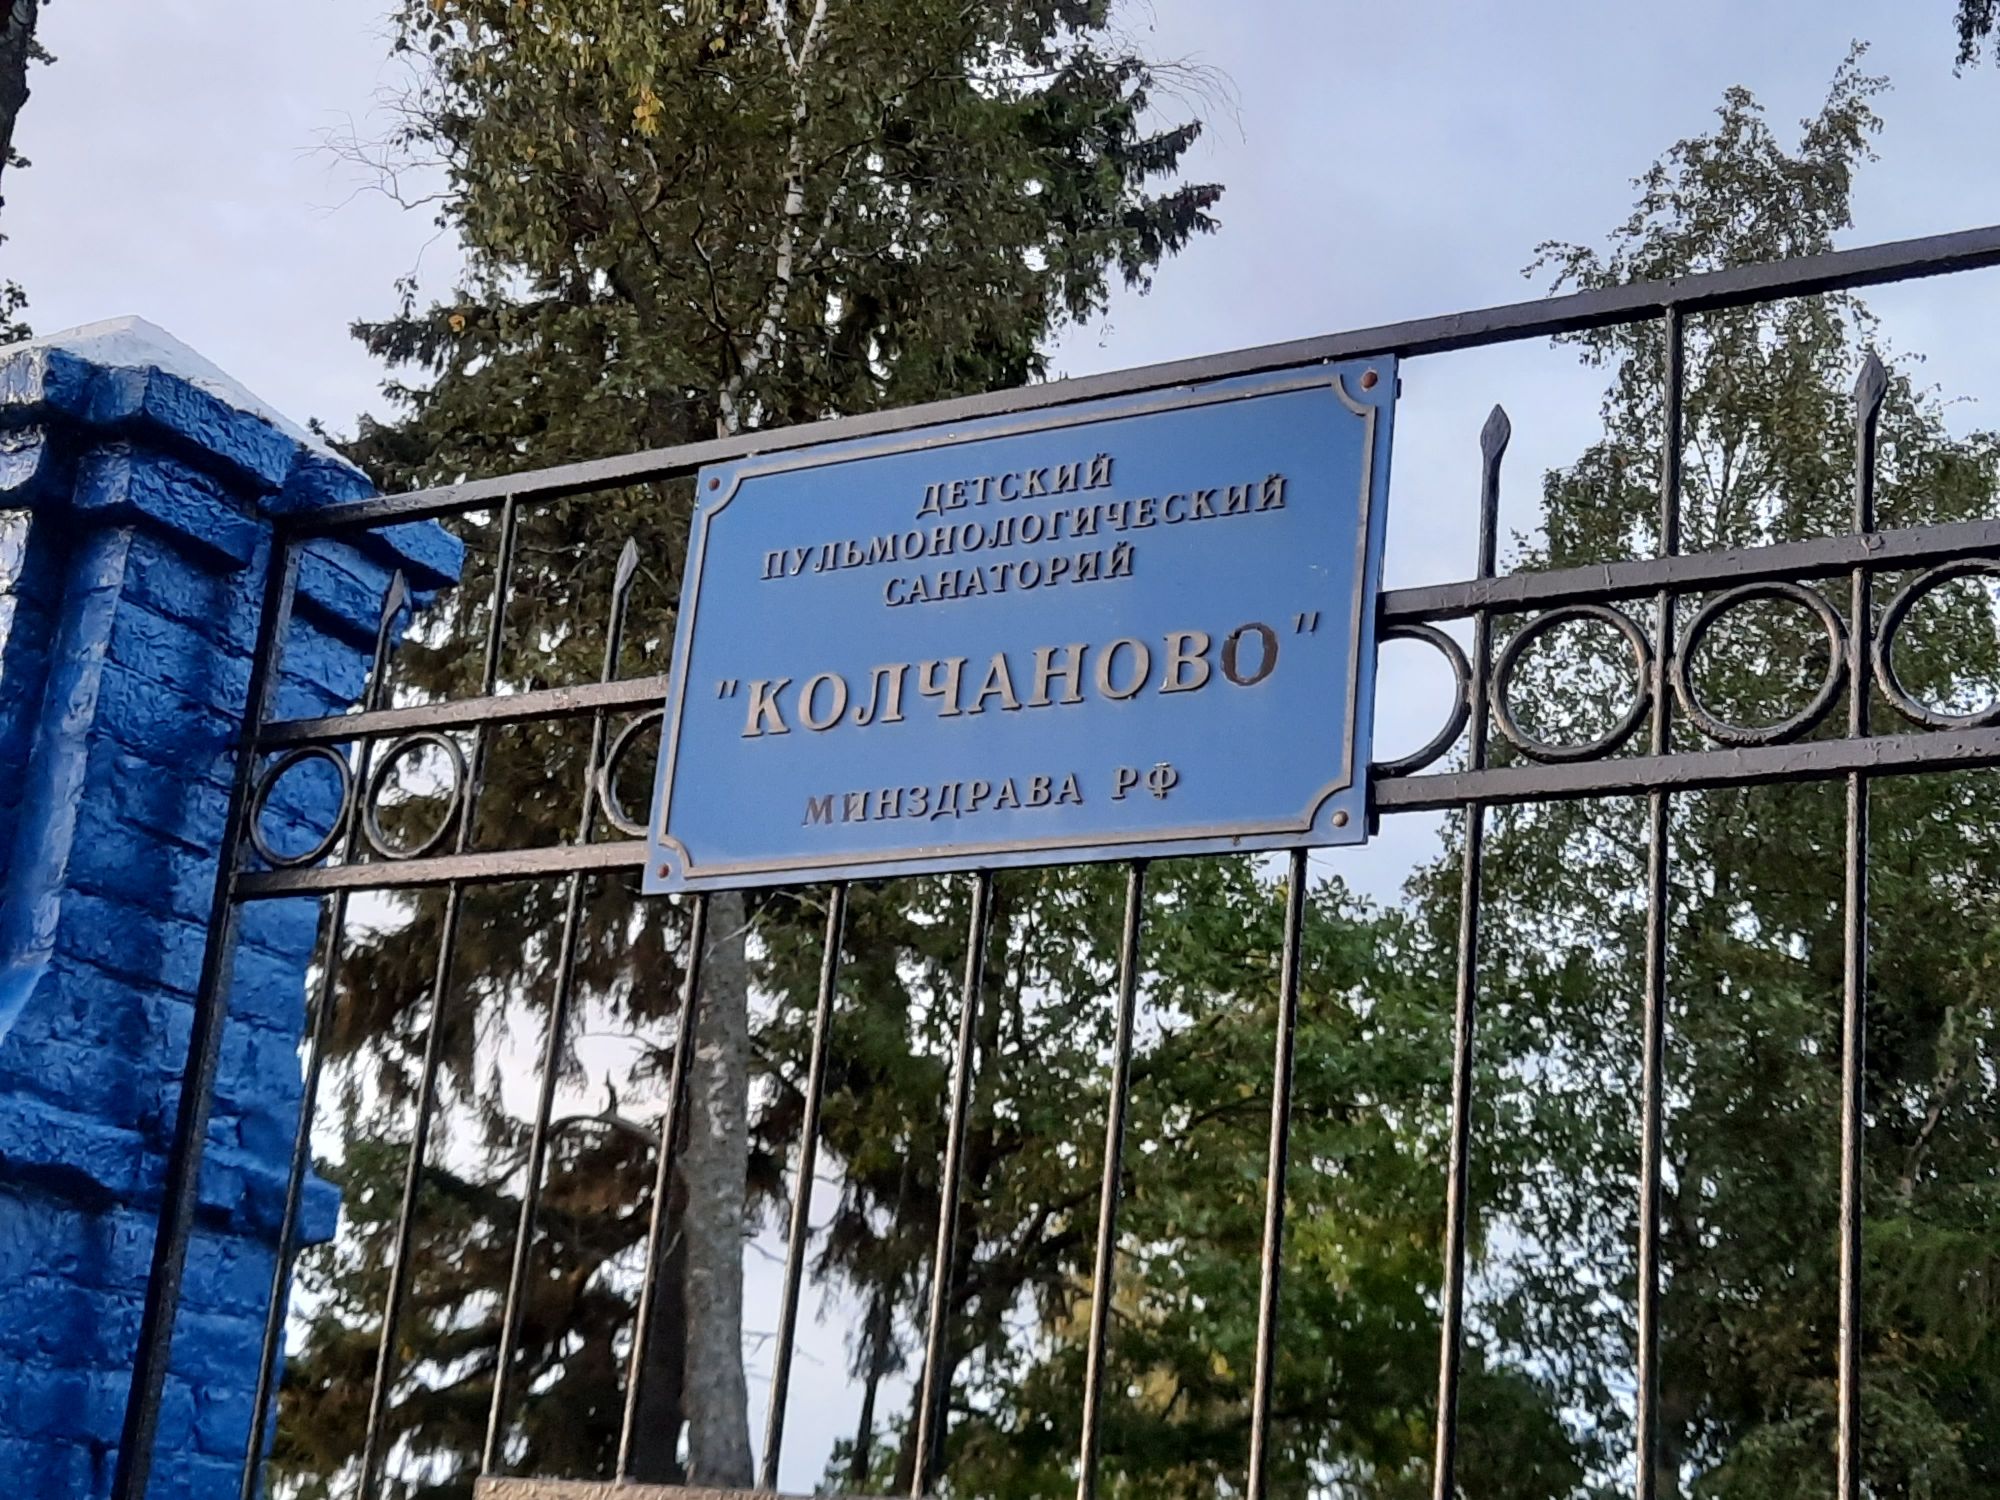 ДЕТСКИЙ
ПУЛЬМОНОЛОГИЧЕСКИЙ
САНАТОРИЙ
"КОЛЧАНОВО"
МИНЗДРАВА РФ